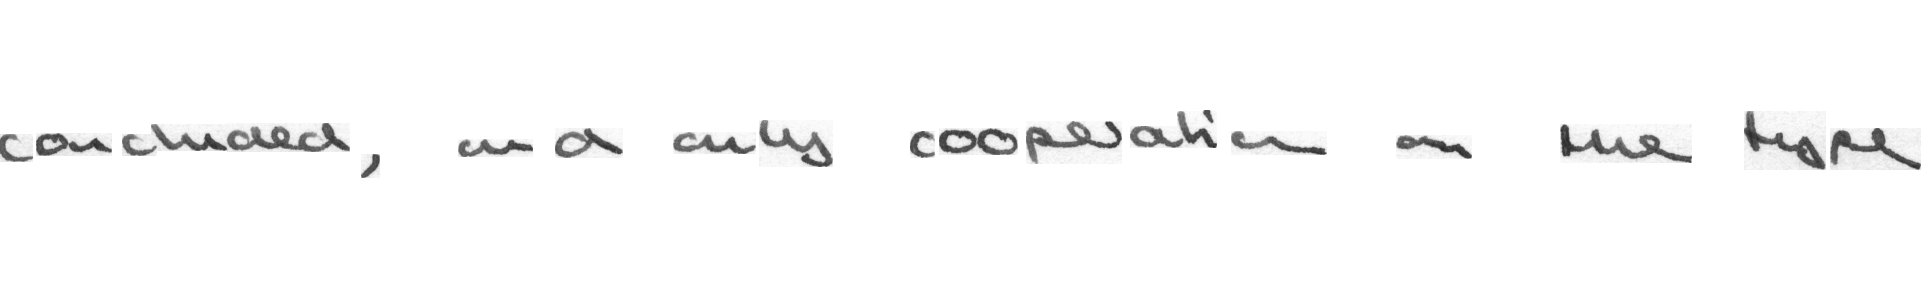 concluded, and only cooperation on the type